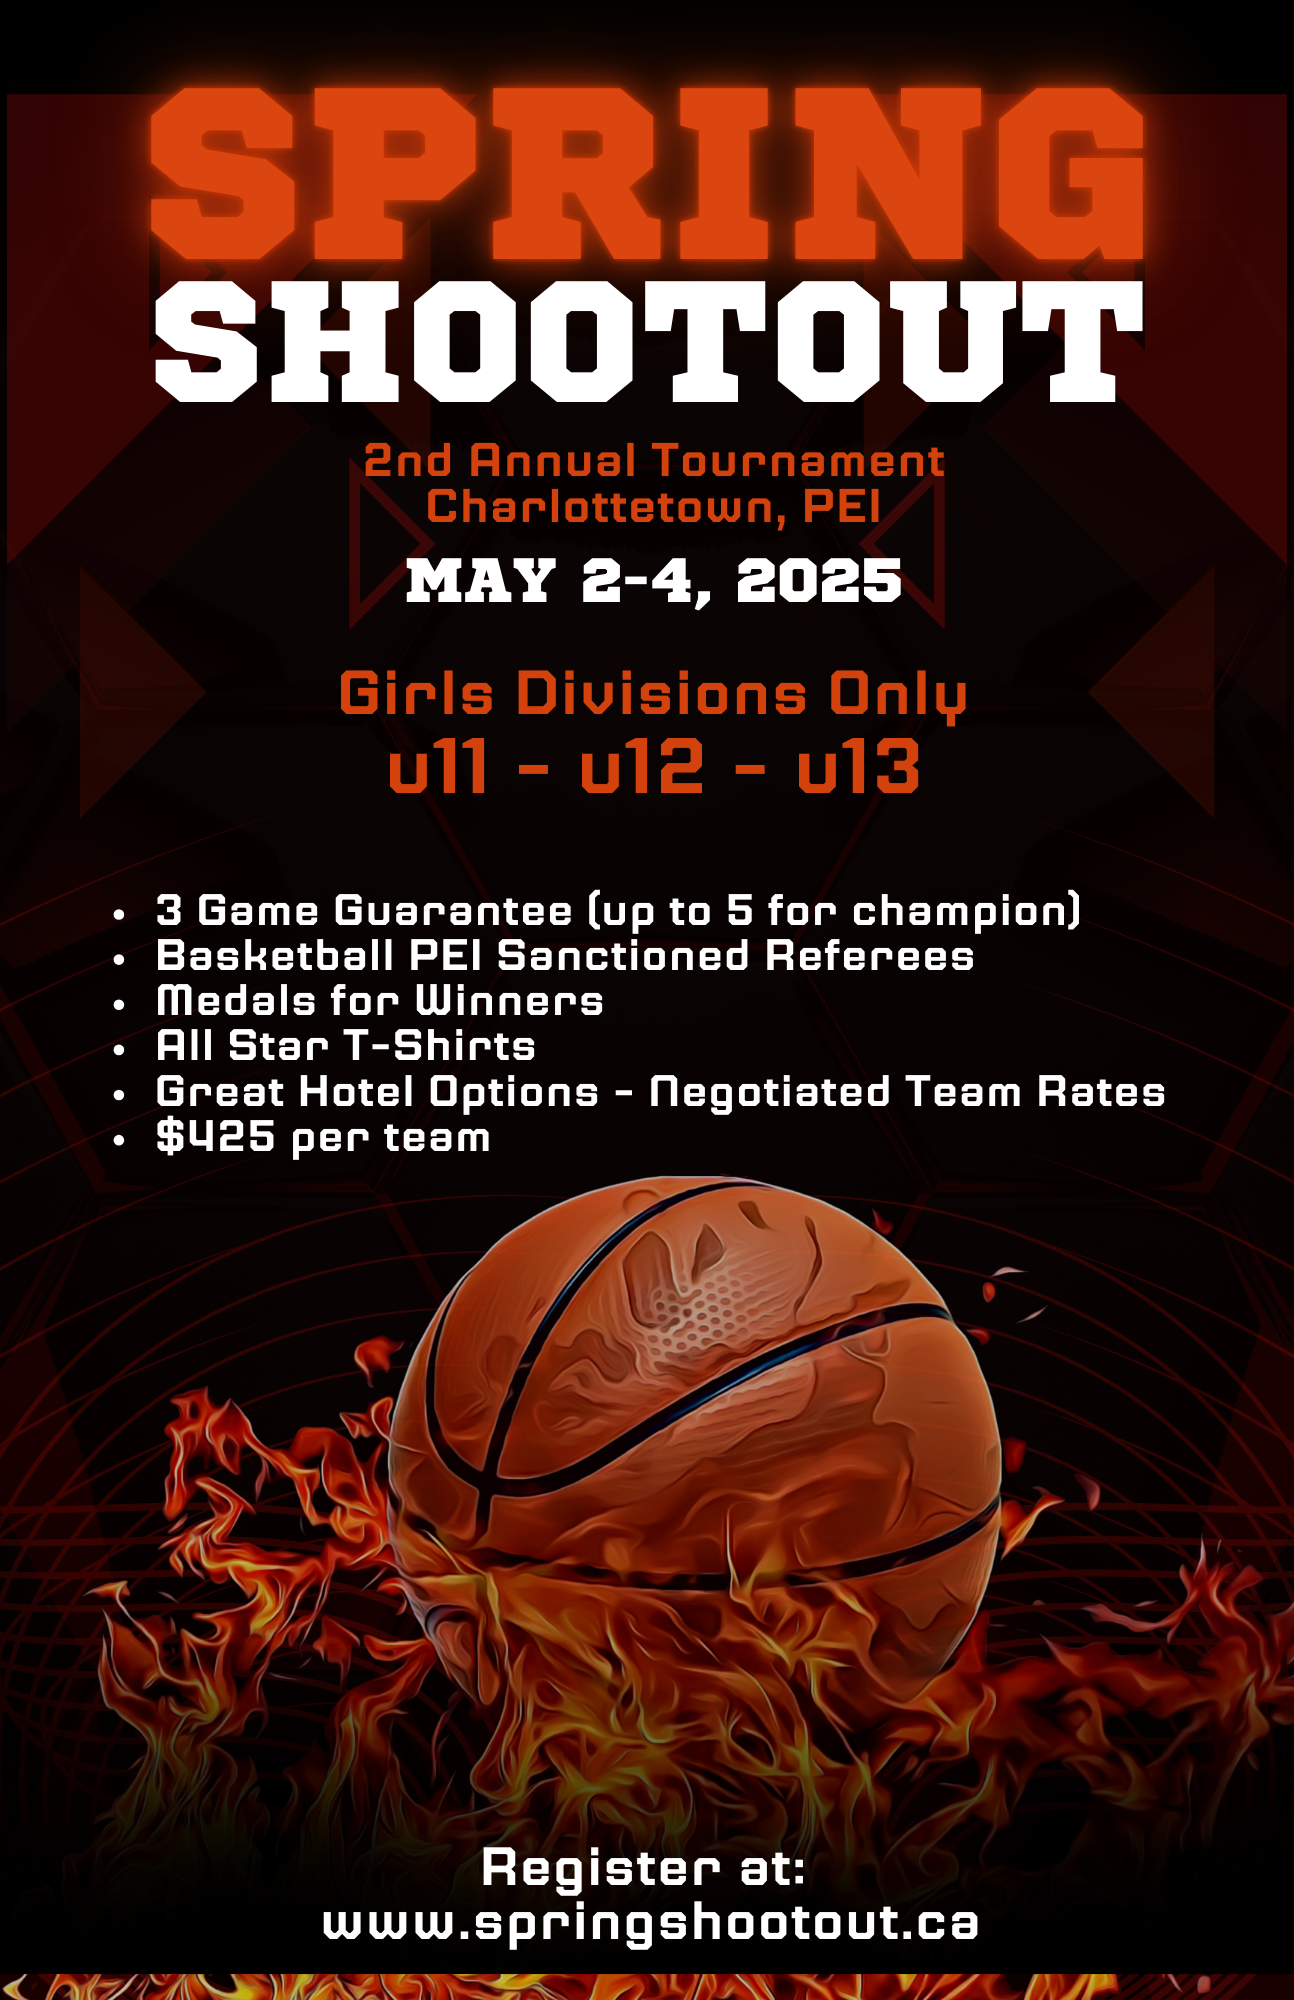 SPRING
SHOOTOUT
2nd Annual Tournament
Charlottetown, PEI
MAY 2-4, 2025
Girls Divisions Only
u11 - u12 - u13
• 3 Game Guarantee (up to 5 for champion)
• Basketball PEI Sanctioned Referees
• Medals for Winners
• All Star T-Shirts
• Great Hotel Options - Negotiated Team Rates
• $425 per team
Register at:
www.springshootout.ca